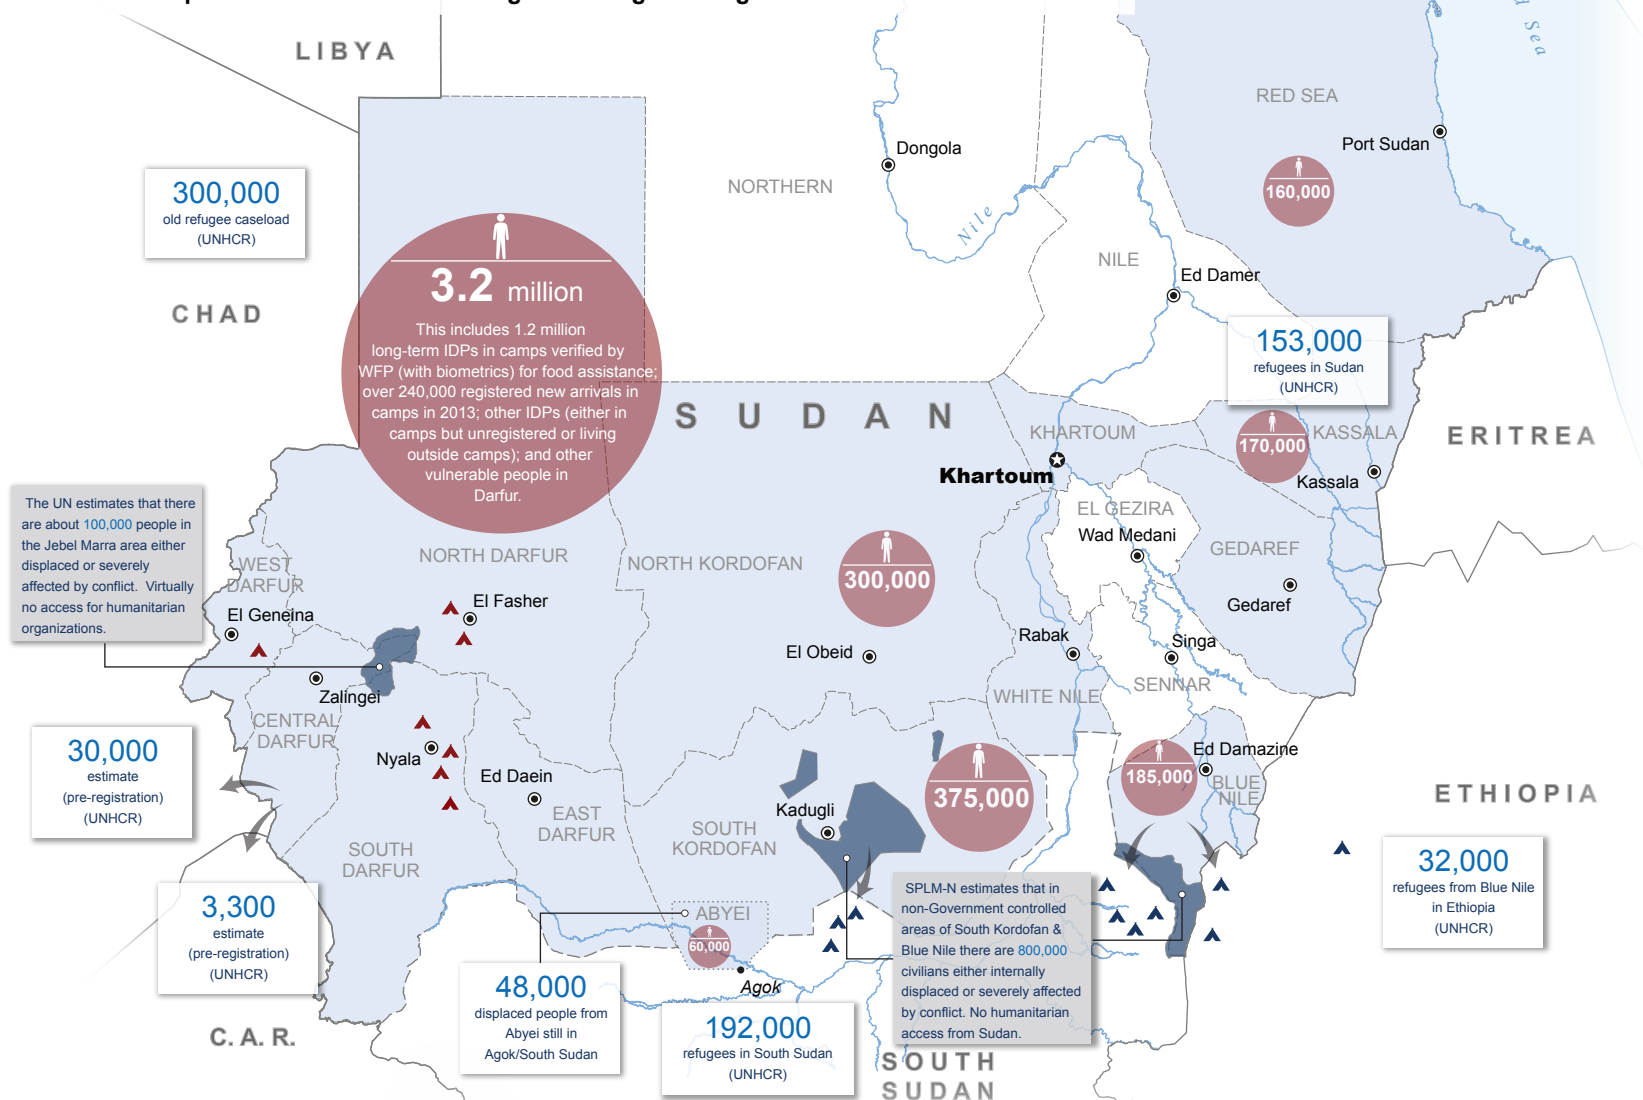 LIBYA
d Sea
RED SEA
Port Sudan
160,000
Dongola
NORTHERN
Nile
300,000
old refugee caseload
(UNHCR)
CHAD
3.2 million
This includes 1.2 million
long-term IDPs in camps verified by
WFP (with biometrics) for food assistance;
over 240,000 registered new arrivals in
camps in 2013; other IDPs (either in
camps but unregistered or living
outside camps); and other
vulnerable people in
Darfur.
NILE
Ed Damer
153,000
refugees in Sudan
(UNHCR)
SUDAN
KHARTOUM
Khartoum
170,000
KASSALA
Kassala
ERITREA
The UN estimates that there
are about 100,000 people in
the Jebel Marra area either
displaced or severely
affected by conflict. Virtually
no access for humanitarian
organizations.
WEST
DARFUR
El Geneina
NORTH DARFUR
El Fasher
NORTH KORDOFAN
300,000
El Obeid
EL GEZIRA
Wad Medani
GEDAREF
Gedaref
Rabak
Singa
WHITE NILE
SENNAR
Zalingei
CENTRAL
DARFUR
Nyala
Ed Daein
EAST
DARFUR
SOUTH
DARFUR
30,000
estimate
(pre-registration)
(UNHCR)
3,300
estimate
(pre-registration)
(UNHCR)
C. A. R.
Kadugli
SOUTH
KORDOFAN
375,000
185,000
Ed Damazine
BLUE
NILE
ETHIOPIA
32,000
refugees from Blue Nile
in Ethiopia
(UNHCR)
SPLM-N estimates that in
non-Government controlled
areas of South Kordofan &
Blue Nile there are 800,000
civilians either internally
displaced or severely affected
by conflict. No humanitarian
access from Sudan.
ABYEI
60,000
Agok
48,000
displaced people from
Abyei still in
Agok/South Sudan
192,000
refugees in South Sudan
(UNHCR)
SOUTH
SUDAN